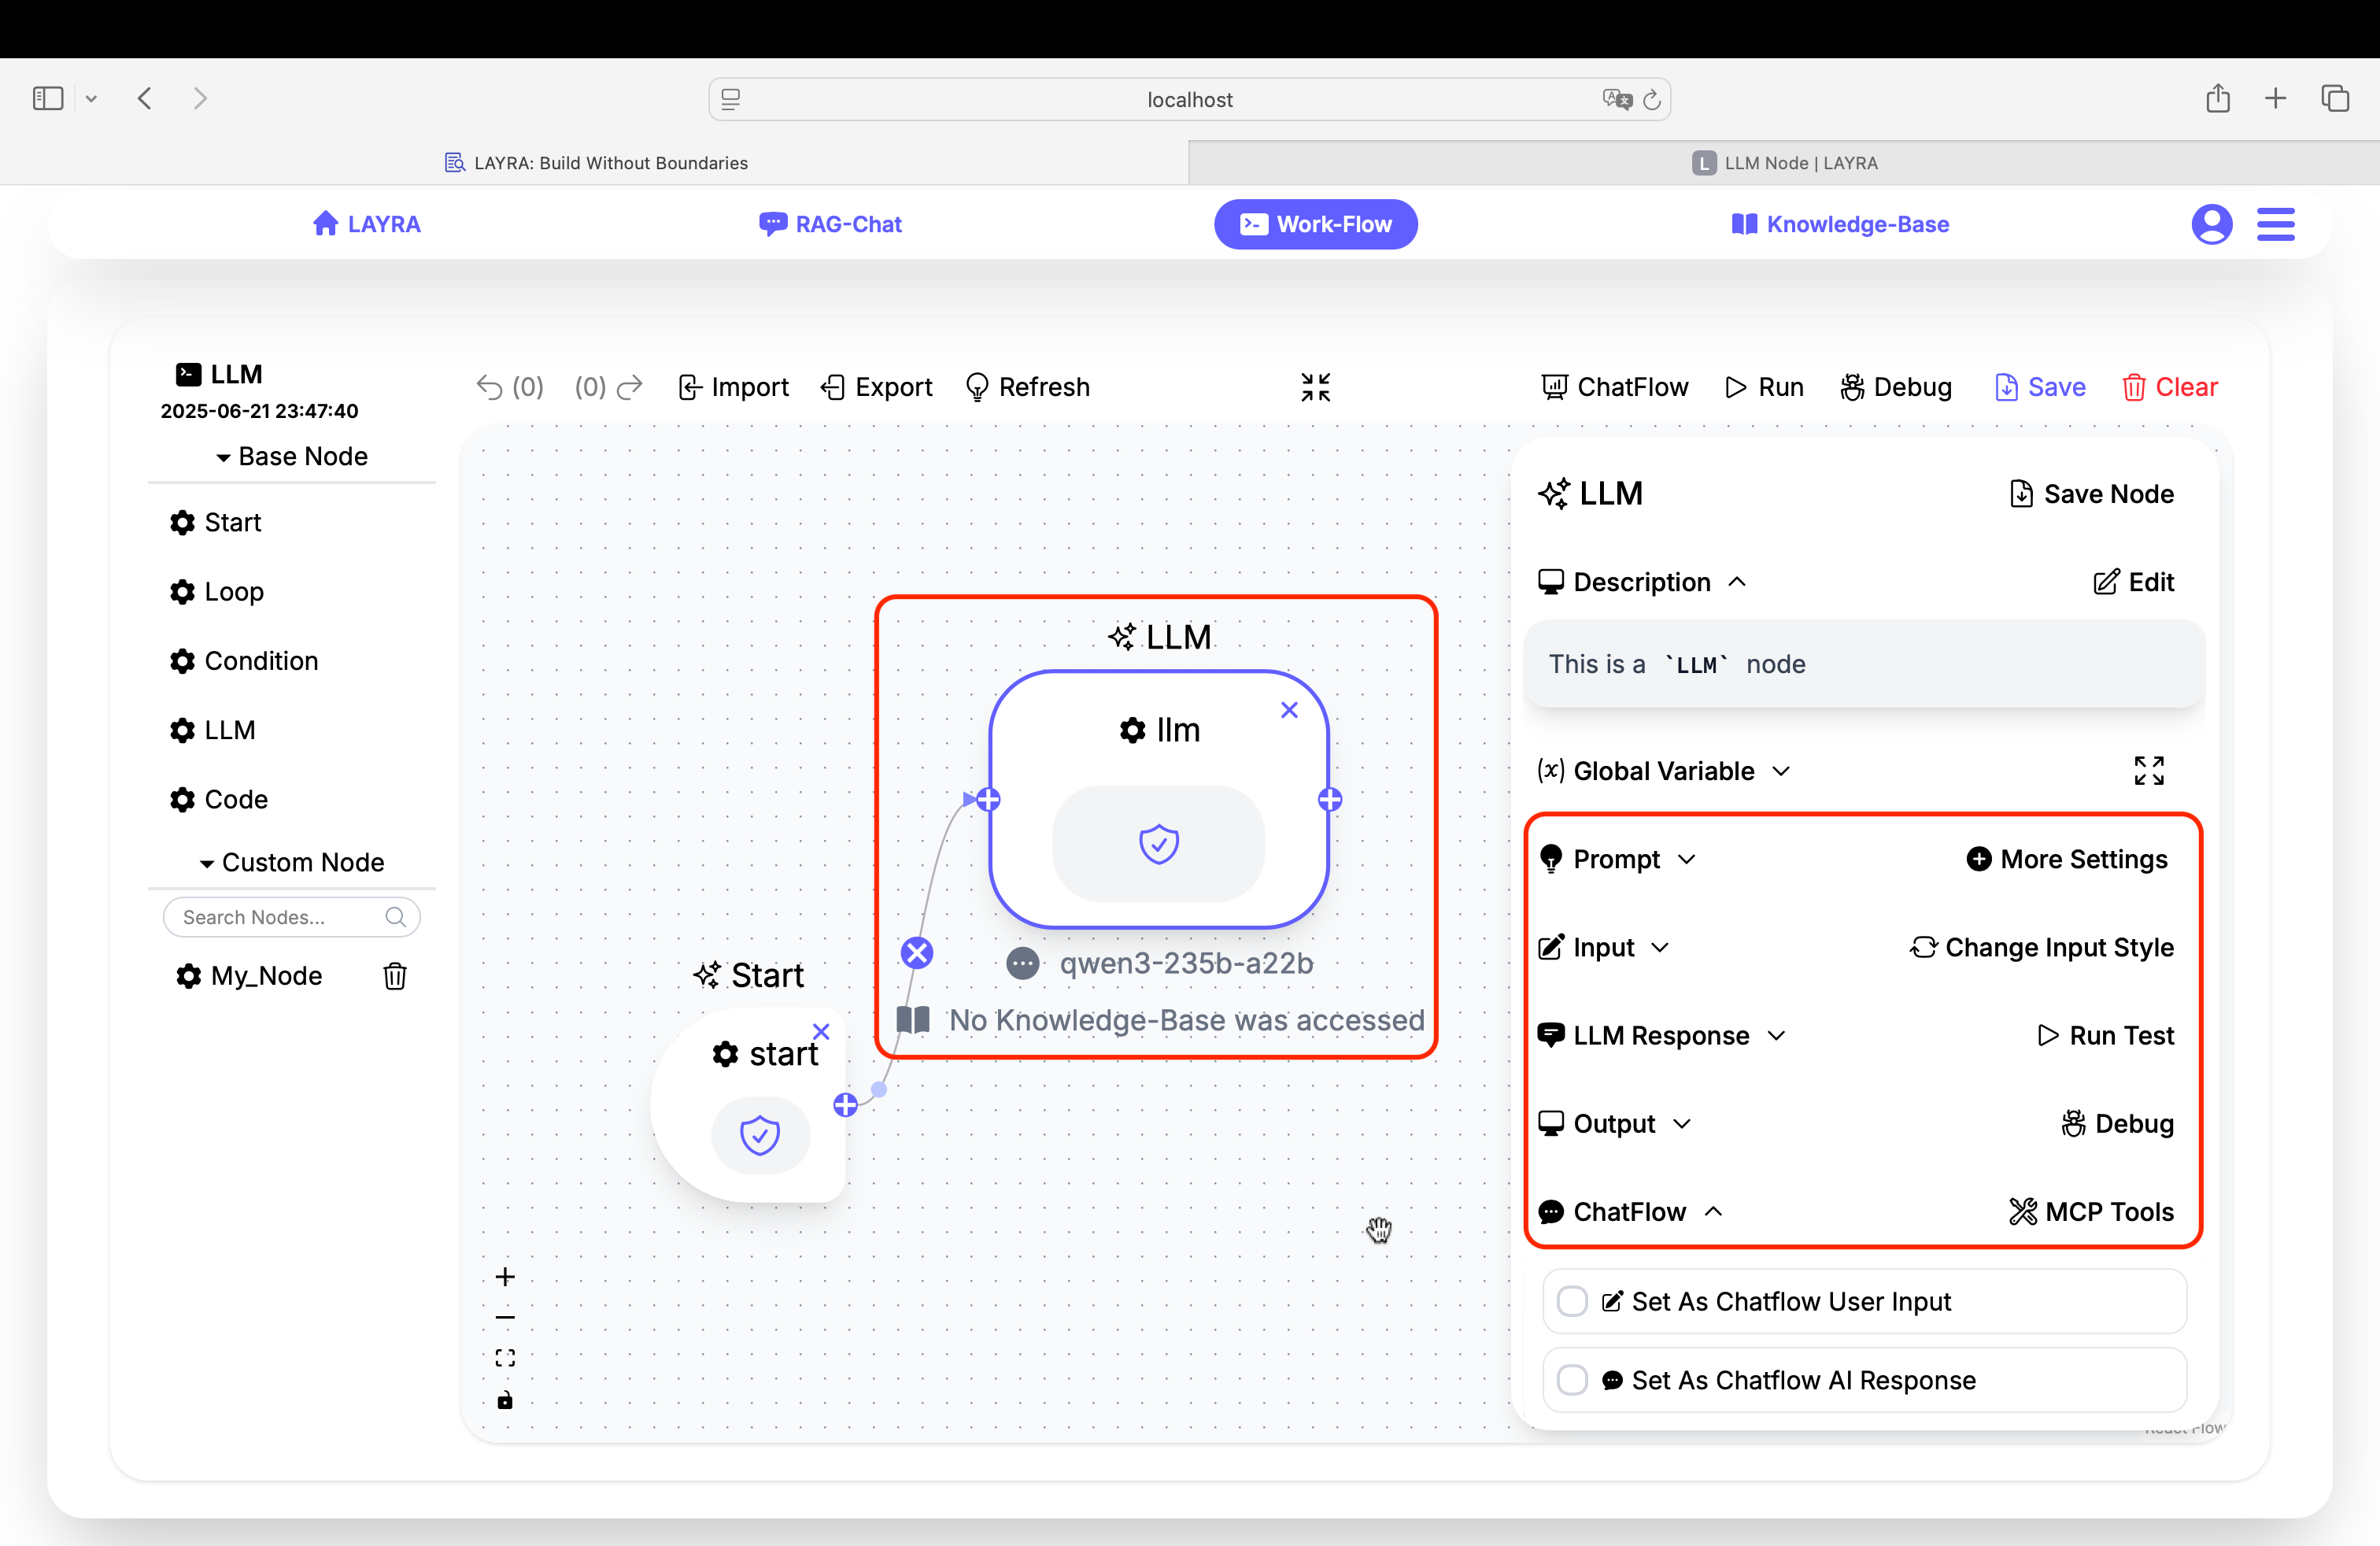 localhost
LAYRA: Build Without Boundaries
L LLM Node | LAYRA
LAYRA
RAG-Chat
Work-Flow
Knowledge-Base
LLM
2025-06-21 23:47:40
Base Node
Start
Loop
Condition
LLM
Code
Custom Node
Search Nodes...
My_Node
(0)
(0)
Import
Export
Refresh
ChatFlow
Run
Debug
Save
Clear
LLM
llm
qwen3-235b-a22b
No Knowledge-Base was accessed
Start
start
LLM
Save Node
Description
Edit
This is a `LLM` node
(x) Global Variable
Prompt
More Settings
Input
Change Input Style
LLM Response
Run Test
Output
Debug
ChatFlow
MCP Tools
Set As Chatflow User Input
Set As Chatflow AI Response
React Flow